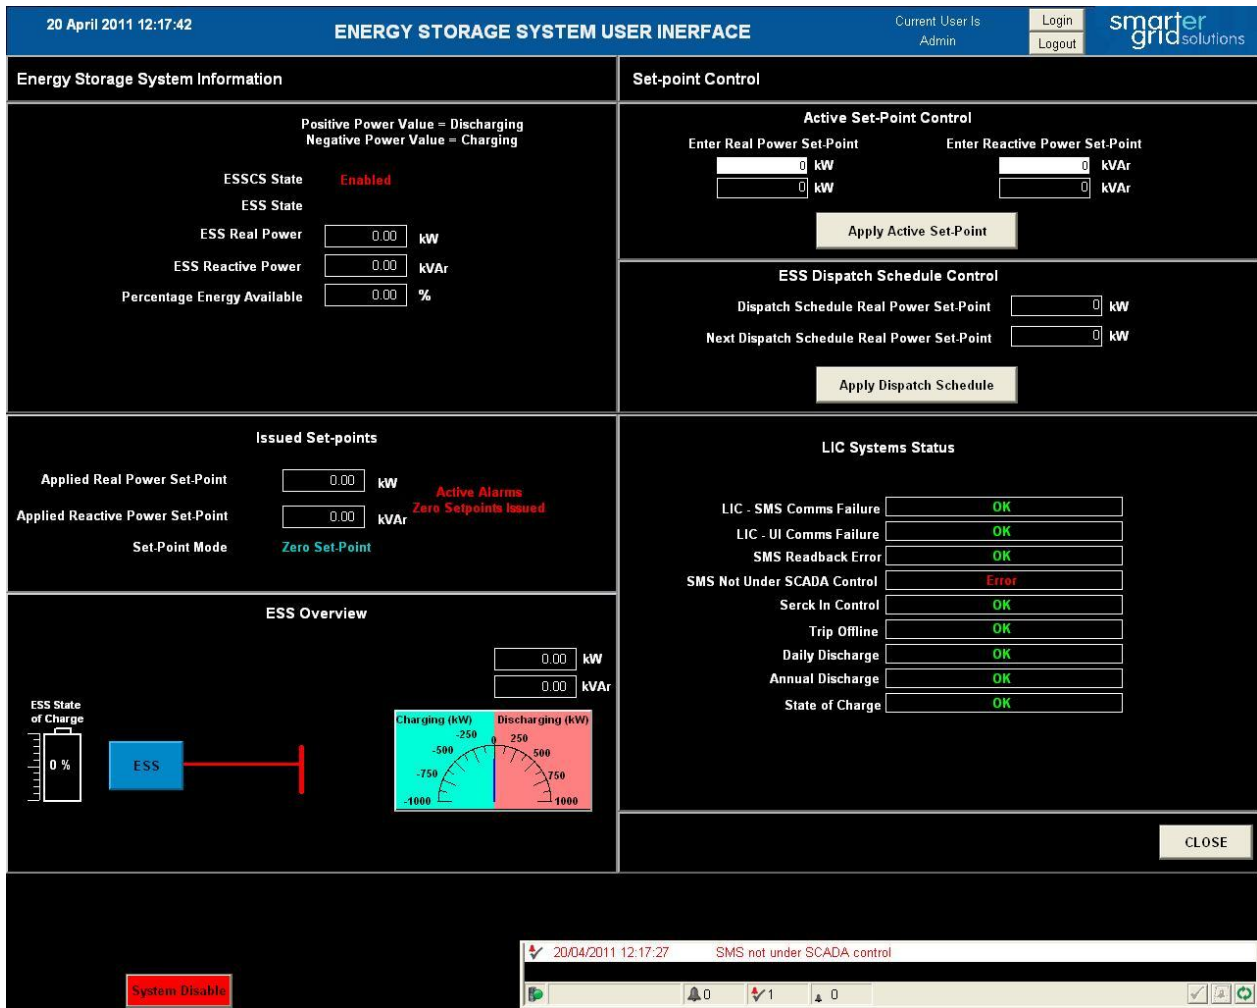 20 April 2011 12:17:42
ENERGY STORAGE SYSTEM USER INERFACE
Current User Is
Admin
Login
Logout
smarter
gridsolutions
Energy Storage System Information
Positive Power Value = Discharging
Negative Power Value = Charging
ESSCS State Enabled
ESS State
ESS Real Power 0.00 kW
ESS Reactive Power 0.00 kVAr
Percentage Energy Available 0.00 %
Set-point Control
Active Set-Point Control
Enter Real Power Set-Point Enter Reactive Power Set-Point
0 kW 0 kVAr
0 kW 0 kVAr
Apply Active Set-Point
ESS Dispatch Schedule Control
Dispatch Schedule Real Power Set-Point 0 kW
Next Dispatch Schedule Real Power Set-Point 0 kW
Apply Dispatch Schedule
Issued Set-points
Applied Real Power Set-Point 0.00 kW
Applied Reactive Power Set-Point 0.00 kVAr
Active Alarms
Zero Setpoints Issued
Set-Point Mode Zero Set-Point
LIC Systems Status
LIC - SMS Comms Failure OK
LIC - UI Comms Failure OK
SMS Readback Error OK
SMS Not Under SCADA Control Error
Serck In Control OK
Trip Offline OK
Daily Discharge OK
Annual Discharge OK
State of Charge OK
ESS Overview
0.00 kW
0.00 kVAr
ESS State
of Charge
0 %
ESS
Charging (kW) Discharging (kW)
-250 0 250
-500 500
-750 750
-1000 1000
CLOSE
System Disable
20/04/2011 12:17:27 SMS not under SCADA control
0 1 0